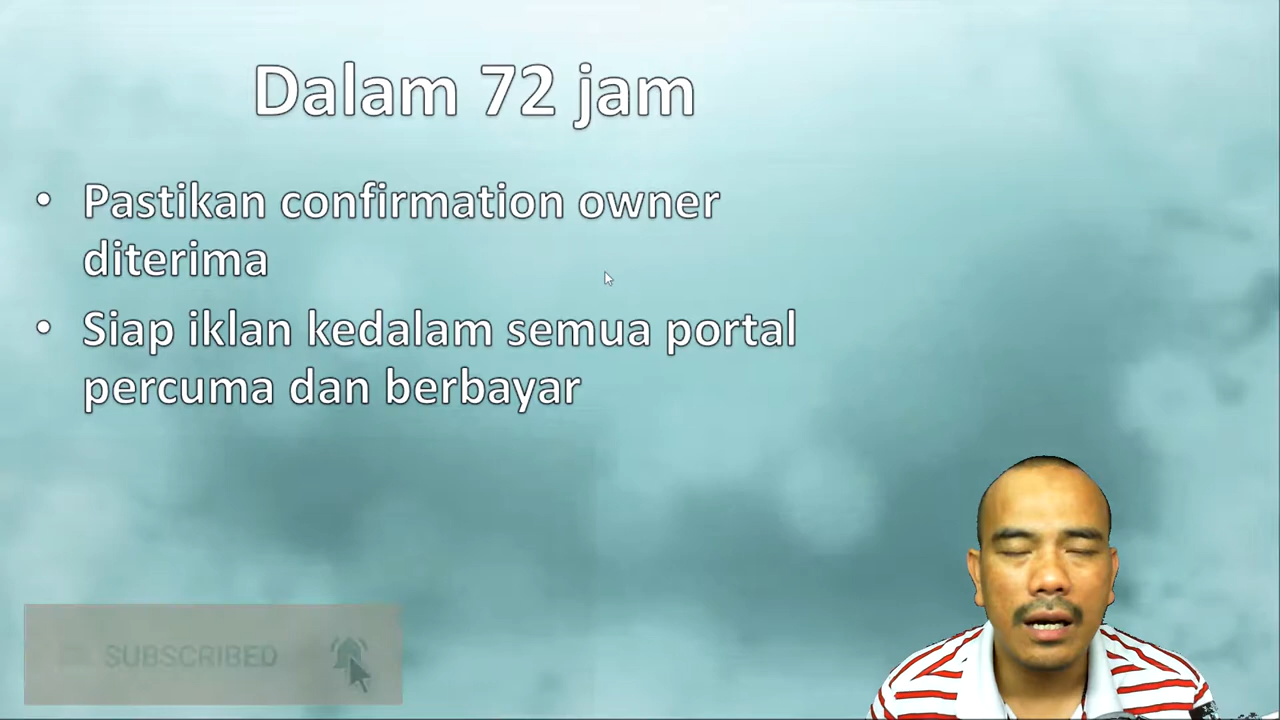 Dalam 72 jam
• Pastikan confirmation owner
diterima
• Siap iklan kedalam semua portal
percuma dan berbayar
SUBSCRIBED